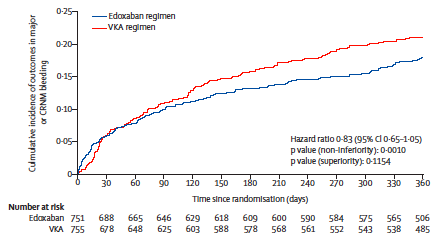 Edoxaban regimen
VKA regimen
Cumulative incidence of outcomes in major
or CRNM bleeding
0·25
0·20
0·15
0·10
0·05
0
0 30 60 90 120 150 180 210 240 270 300 330 360
Hazard ratio 0·83 (95% CI 0·65–1·05)
p value (non-inferiority): 0·0010
p value (superiority): 0·1154
Time since randomisation (days)
Number at risk
Edoxaban 751 688 665 646 629 618 609 600 590 584 575 565 506
VKA 755 678 648 625 603 588 578 568 561 552 543 538 485